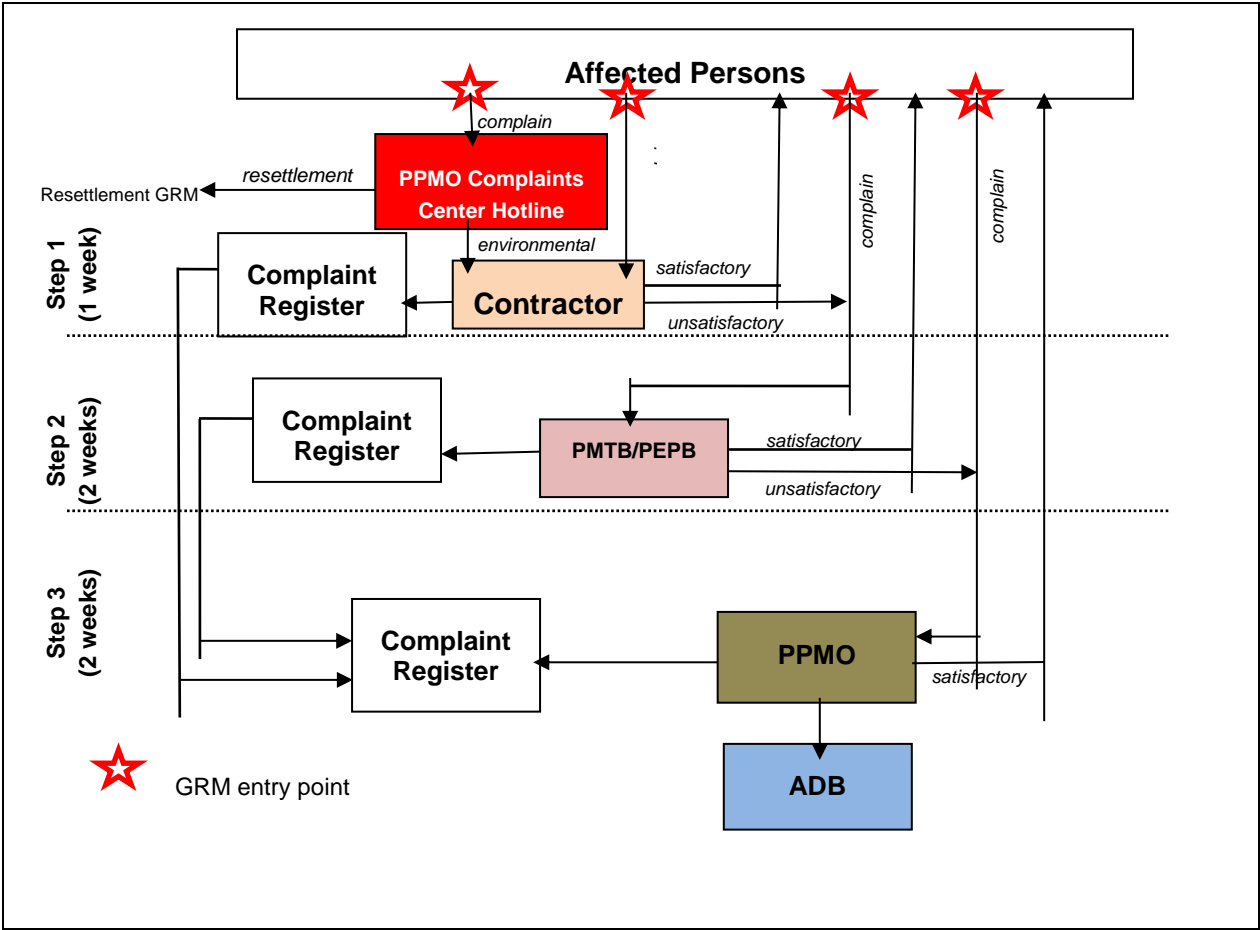 Affected Persons
complain
PPMO Complaints
Center Hotline
resettlement
Resettlement GRM
environmental
complain
complain
Step 1
(1 week)
Complaint
Register
Contractor
satisfactory
unsatisfactory
Step 2
(2 weeks)
Complaint
Register
PMTB/PEPB
satisfactory
unsatisfactory
Step 3
(2 weeks)
Complaint
Register
PPMO
satisfactory
ADB
GRM entry point